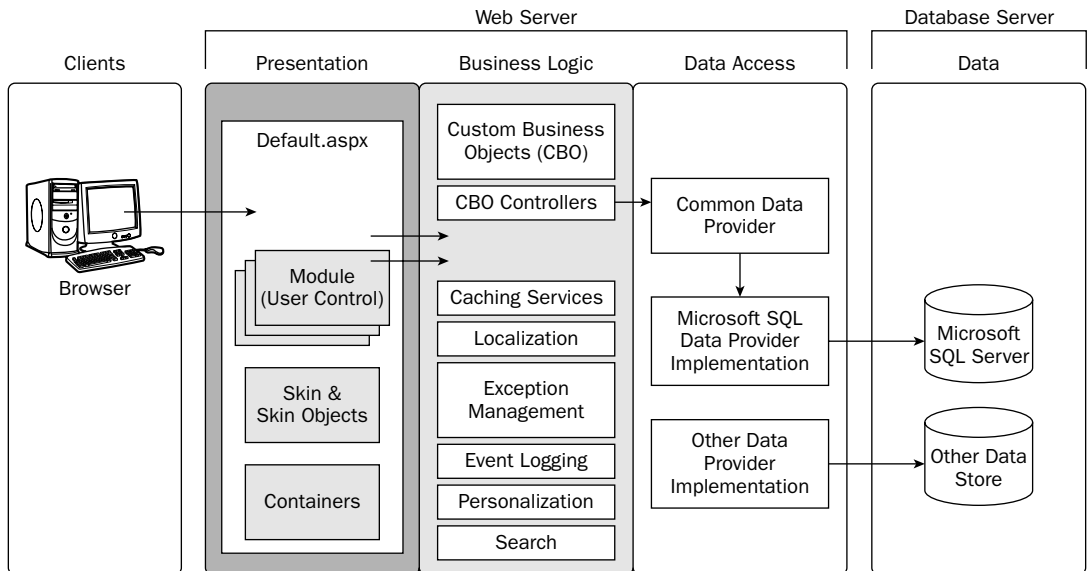 Web Server
Database Server
Clients
Presentation
Business Logic
Data Access
Data
Default.aspx
Custom Business
Objects (CBO)
CBO Controllers
Common Data
Provider
Browser
Module
(User Control)
Caching Services
Localization
Microsoft SQL
Data Provider
Implementation
Microsoft
SQL Server
Skin &
Skin Objects
Exception
Management
Other Data
Provider
Implementation
Other Data
Store
Event Logging
Containers
Personalization
Search